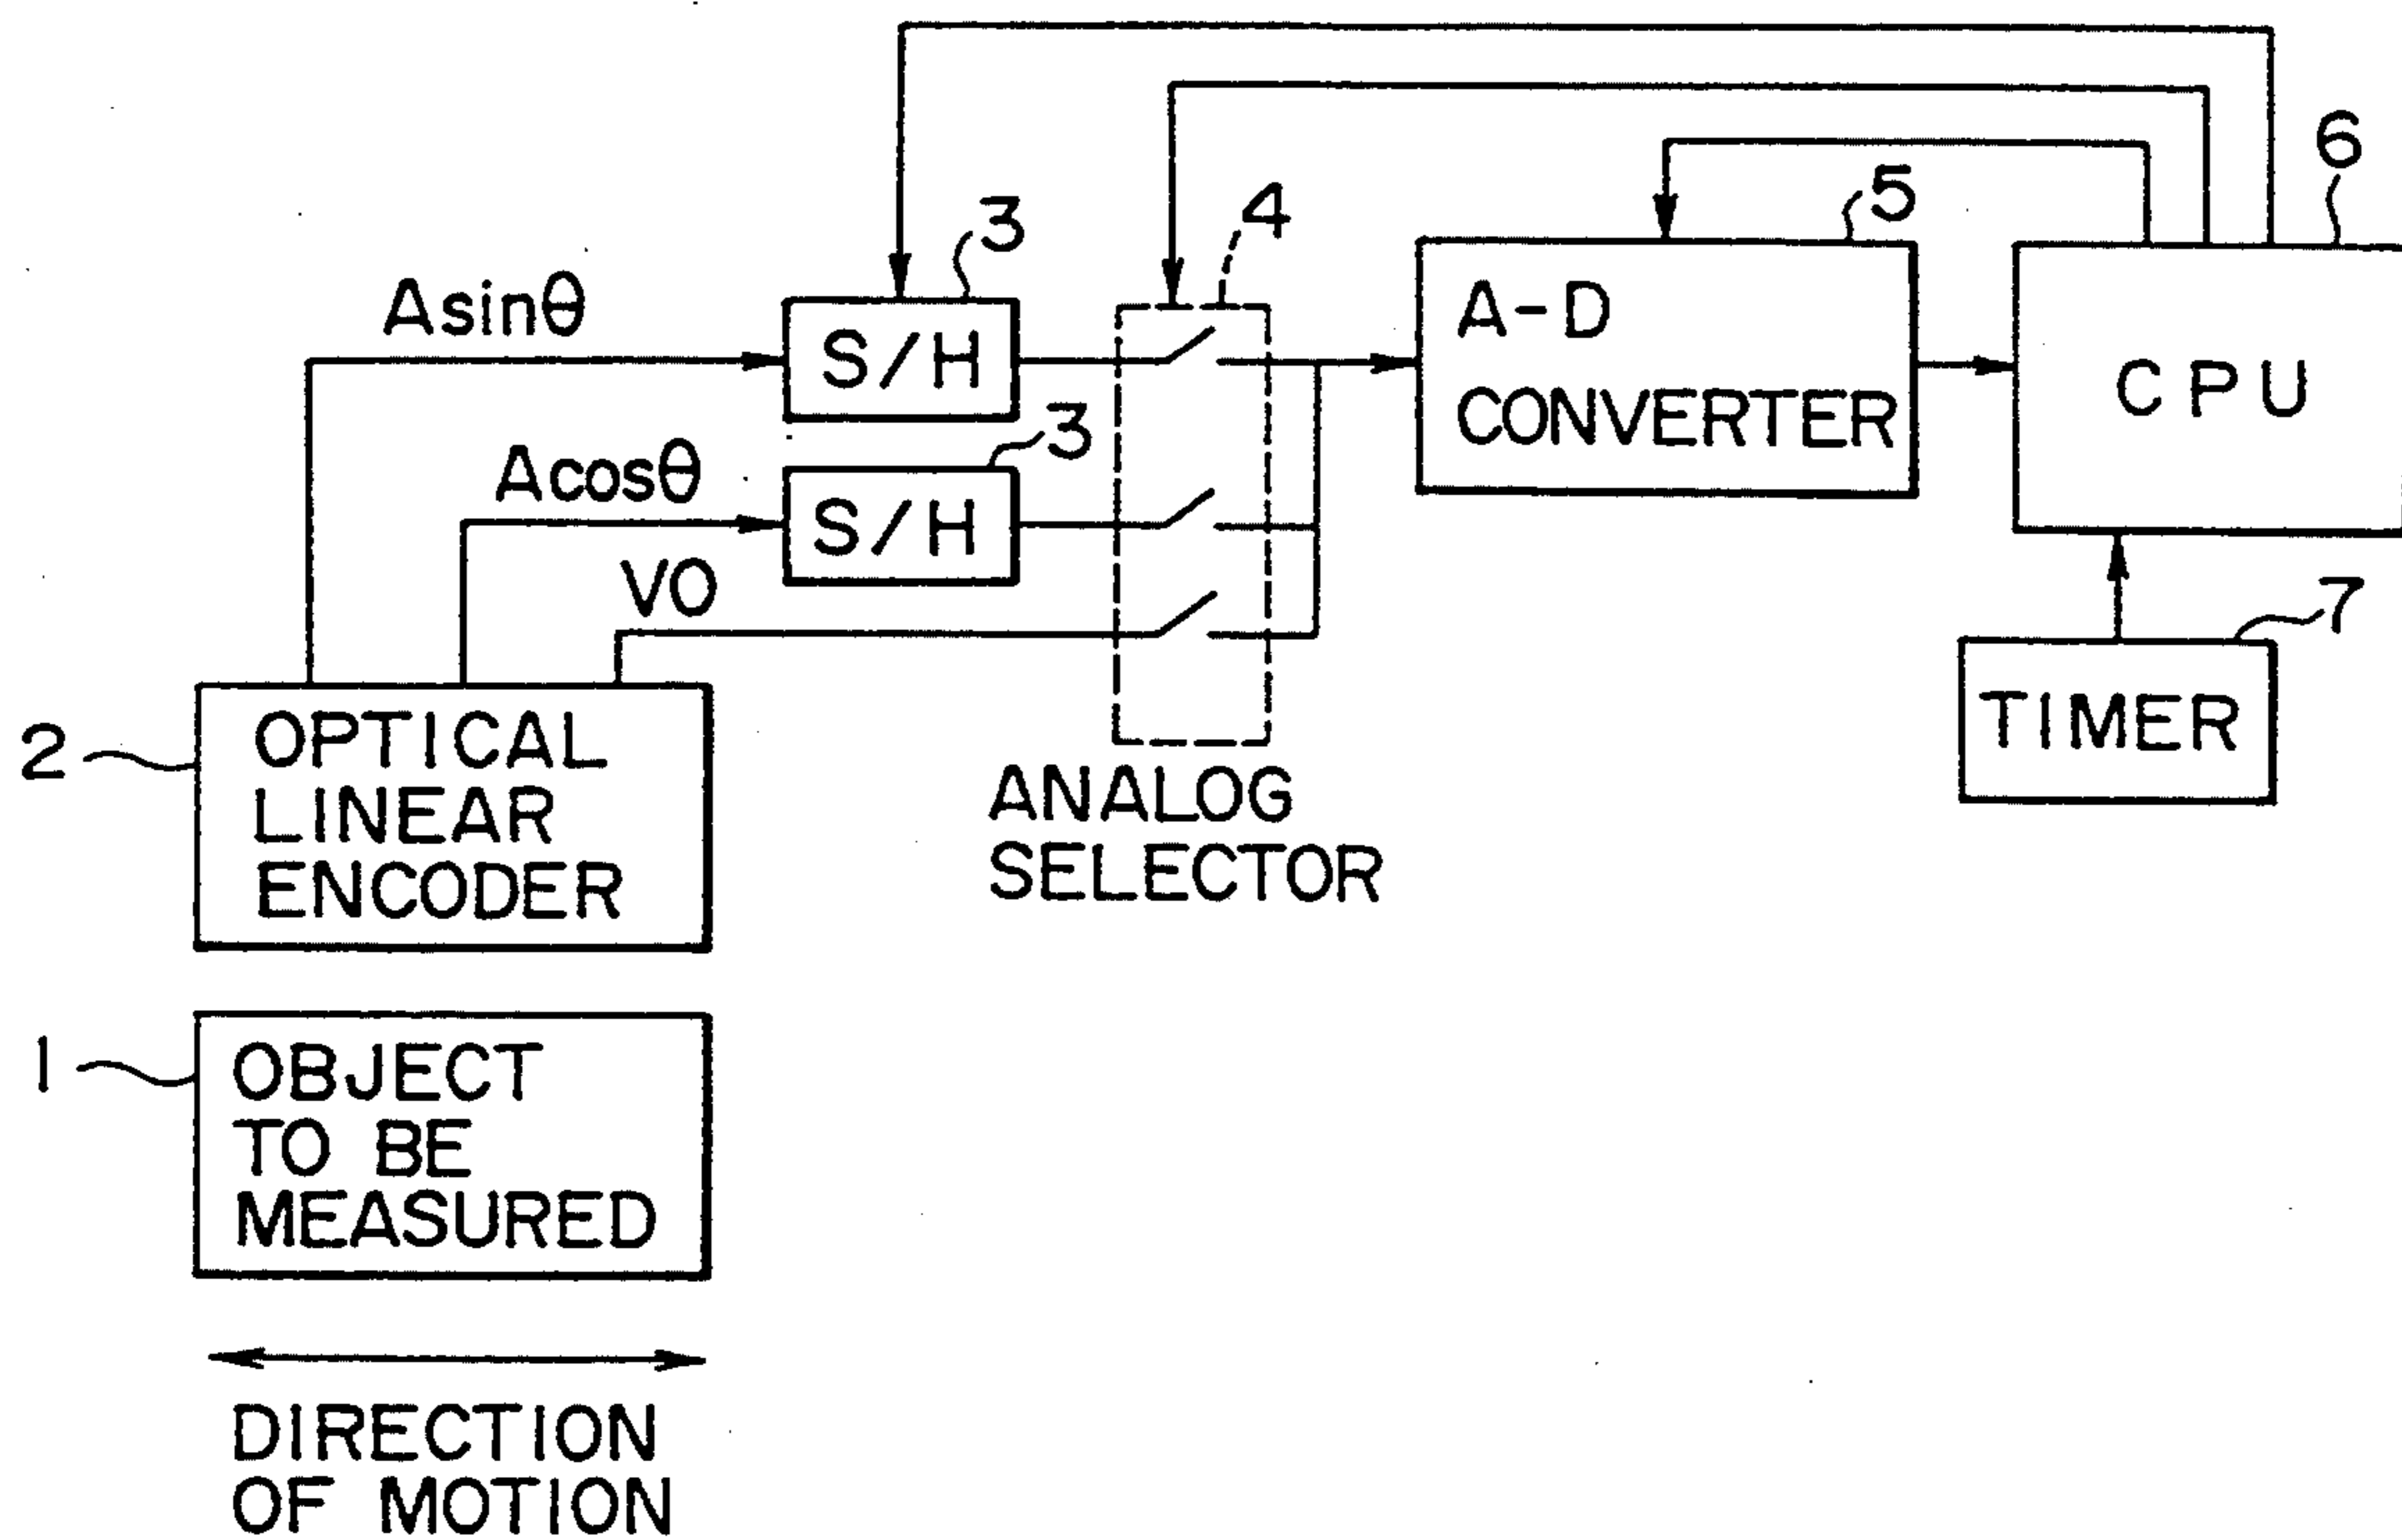 6
5
4
3
Asinθ
A-D
CONVERTER
CPU
S/H
3
Acosθ
S/H
VO
7
TIMER
2
OPTICAL
LINEAR
ENCODER
ANALOG
SELECTOR
1
OBJECT
TO BE
MEASURED
DIRECTION
OF MOTION